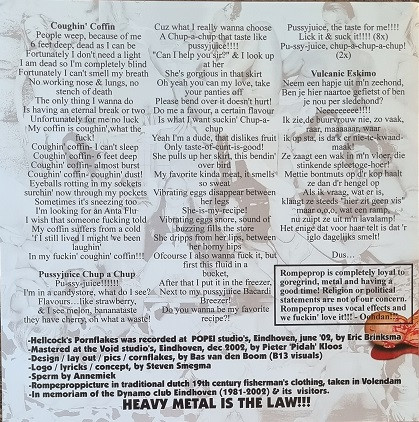 Coughin' Coffin
People weep, because of me
6 feet deep, dead as I can be
Fortunately I don't need a light
I am dead so I'm completely blind
Fortunately I can't smell my breath
No working nose & lungs, no
stench of death
The only thing I wanna do
Is having an eternal break or two
Unfortunately for me no luck
My coffin is coughin',what the
fuck!
Coughin' coffin- I can't sleep
Coughin' coffin- 6 feet deep
Coughin' coffin- almost burst
Coughin' coffin- coughin' dust!
Eyeballs rotting in my sockets
surchin' now through my pockets
Sometimes it's sneezing too
I'm looking for an Anta Flu
I wish that someone fucking told
My coffin suffers from a cold
'f I still lived I might 've been
laughin'
In my fuckin' coughin' coffin!!!
Pussyjuice Chup a Chup
Pu-ssy-juice!!!!!!
I'm in a candystore, what do I see?
Flavours...like strawberry,
& I see melon, bananataste
they have cherry, oh what a waste!
Cuz what I really wanna choose
A Chup-a-chup that taste like
pussyjuice!!!!
"Can I help you sir?" & I look up
at her
She's gorgious in that skirt
Oh yeah you can my love, yeah
take your panties off
Please bend over it doesn't hurt!
Do me a favour, a certain flavour
Is what I want suckin' Chup-a-
chup
Yeah I'm a dude, that dislikes fruit
Only taste-of-cunt-is-good!
She pulls up her skirt, this bendin'
over bird
My favorite kinda meat, it smells
so sweat
Vibrating eggs disappear between
her legs
She-is-my-recipe!
Vibrating eggs snore, sound of
buzzing fills the store
She dripps from her lips, between
her horny hips
Ofcourse I also wanna fuck it, but
first this fluid in a
bucket,
After that I put it in the freezer,
Next to my pussyjuice Bacardi
Breezer!
Do you wanna be my favorite
recipe?!
Pussyjuice, the taste for me!!!!
Lick it & suck it!!!! (8x)
Pu-ssy-juice, chup-a-chup-a-chup!
(2x)
Vulcanic Eskimo
Neem een hapje uit m'n zeehond,
Ben je hier naartoe gefietst of ben
je nou per sledehond?
Neeeeeeee!!!!!
Ik zie,de iurvrouw nie, zo vaak,
raar, maaaaaar, waar
ik op sta, is da'k er
Ze zaagt een wak in m'n vloer, die
stinkende spleetoge-hoer!
Mettie bontmuts op d'r kop haalt
ze dan d'r hengel op
Als ik vraag, wat er is,
klaagt ze steeds "hier zit geen vis"
maar o,o,o, wat een ramp,
nu zupt ze uit m'n lavalamp
Het enige dat voor haar telt is da 'r
iglo dagelijks smelt!
Dus...
Rompeprop is completely loyal to
goregrind, metal and having a
good time! Religion or political
statements are not of our concern.
Rompeprop uses vocal effects and
we fuckin' love it!!! -
-Hellcock's Pornflakes was recorded at POPEI studio's, Eindhoven, june '02, by Eric Brinksma
-Mastered at the Void studio's, Eindhoven, dec 2002, by Pieter 'Pidah' Kloos
-Design / lay out / pics / cornflakes, by Bas van den Boom (B13 visuals)
-Logo / lyricks / concept, by Steven Smegma
-Sperm by Annemiek
-Rompeproppicture in traditional dutch 19th century fisherman's clothing, taken in Volendam
-In memoriam of the Dynamo club Eindhoven (1981-2002) & its visitors.
HEAVY METAL IS THE LAW!!!